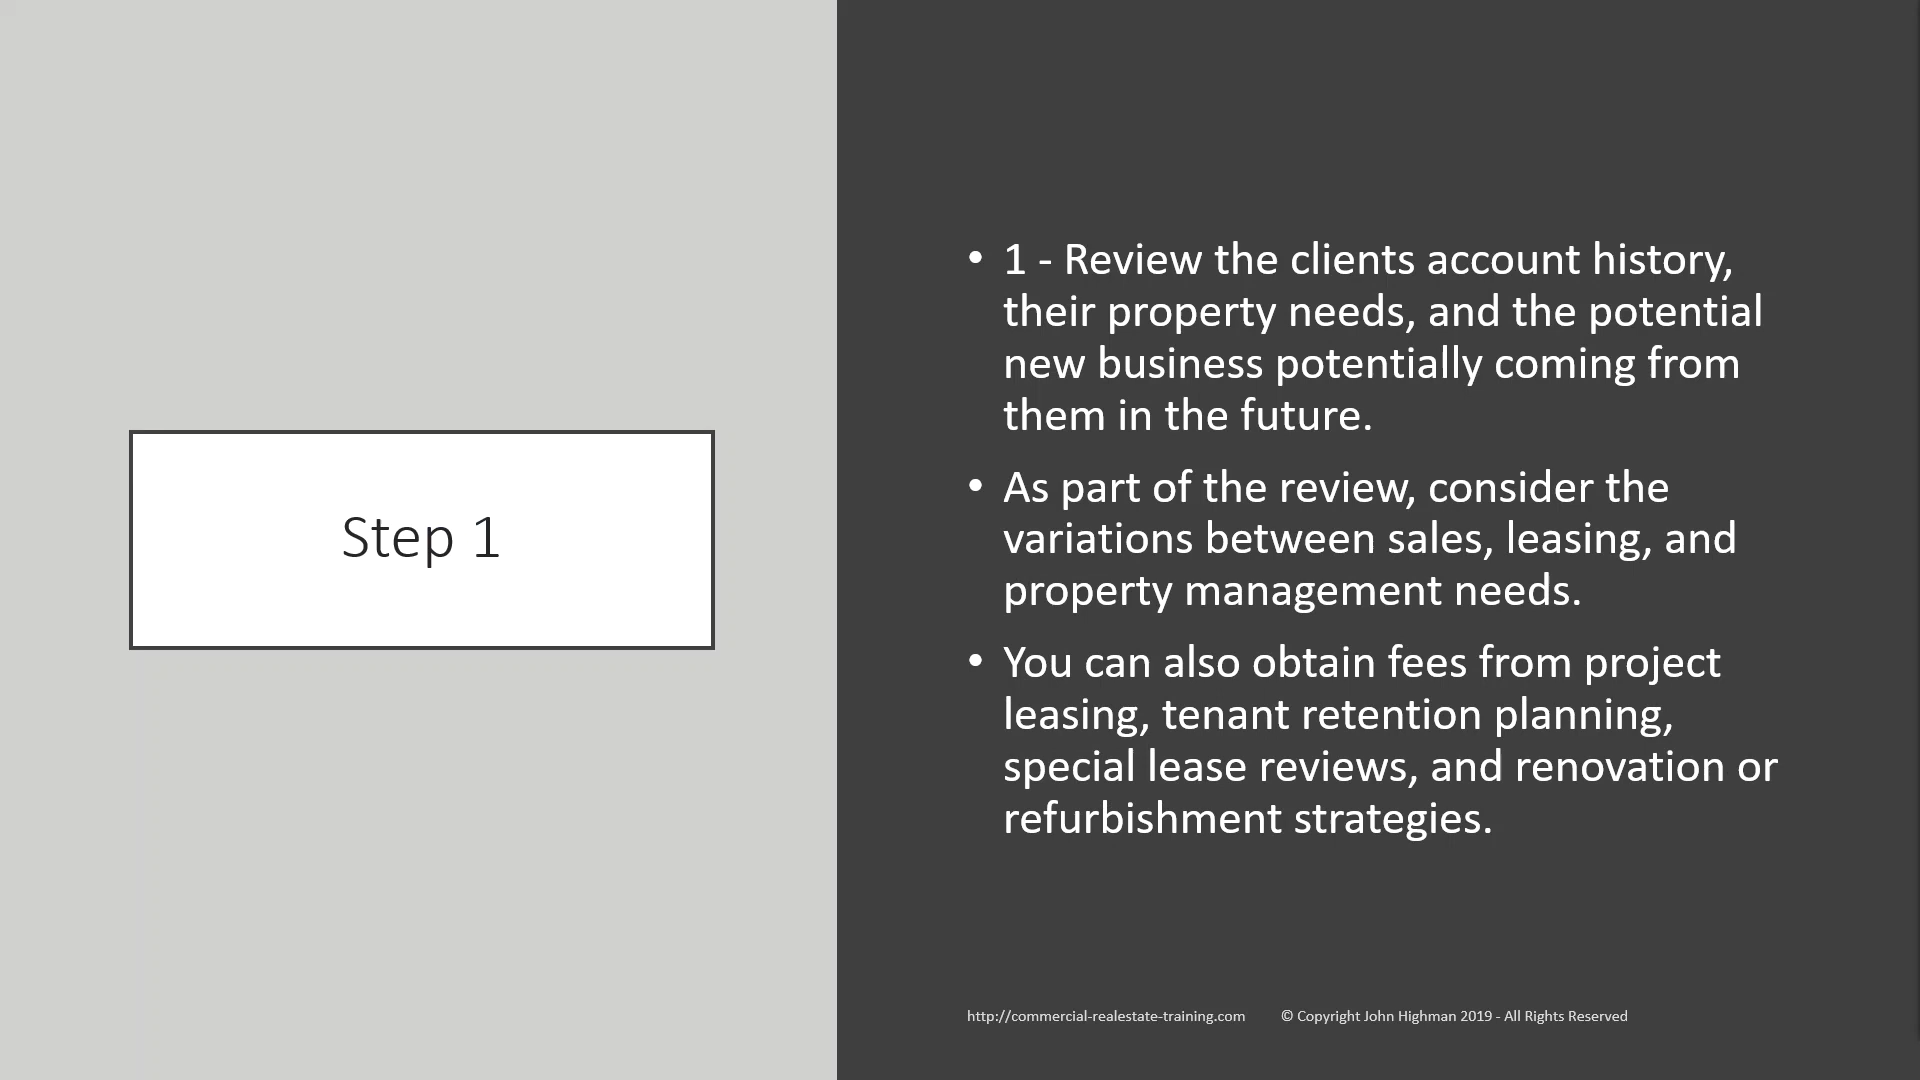 Step 1
• 1 - Review the clients account history,
their property needs, and the potential
new business potentially coming from
them in the future.
• As part of the review, consider the
variations between sales, leasing, and
property management needs.
• You can also obtain fees from project
leasing, tenant retention planning,
special lease reviews, and renovation or
refurbishment strategies.
http://commercial-realestate-training.com © Copyright John Highman 2019 - All Rights Reserved